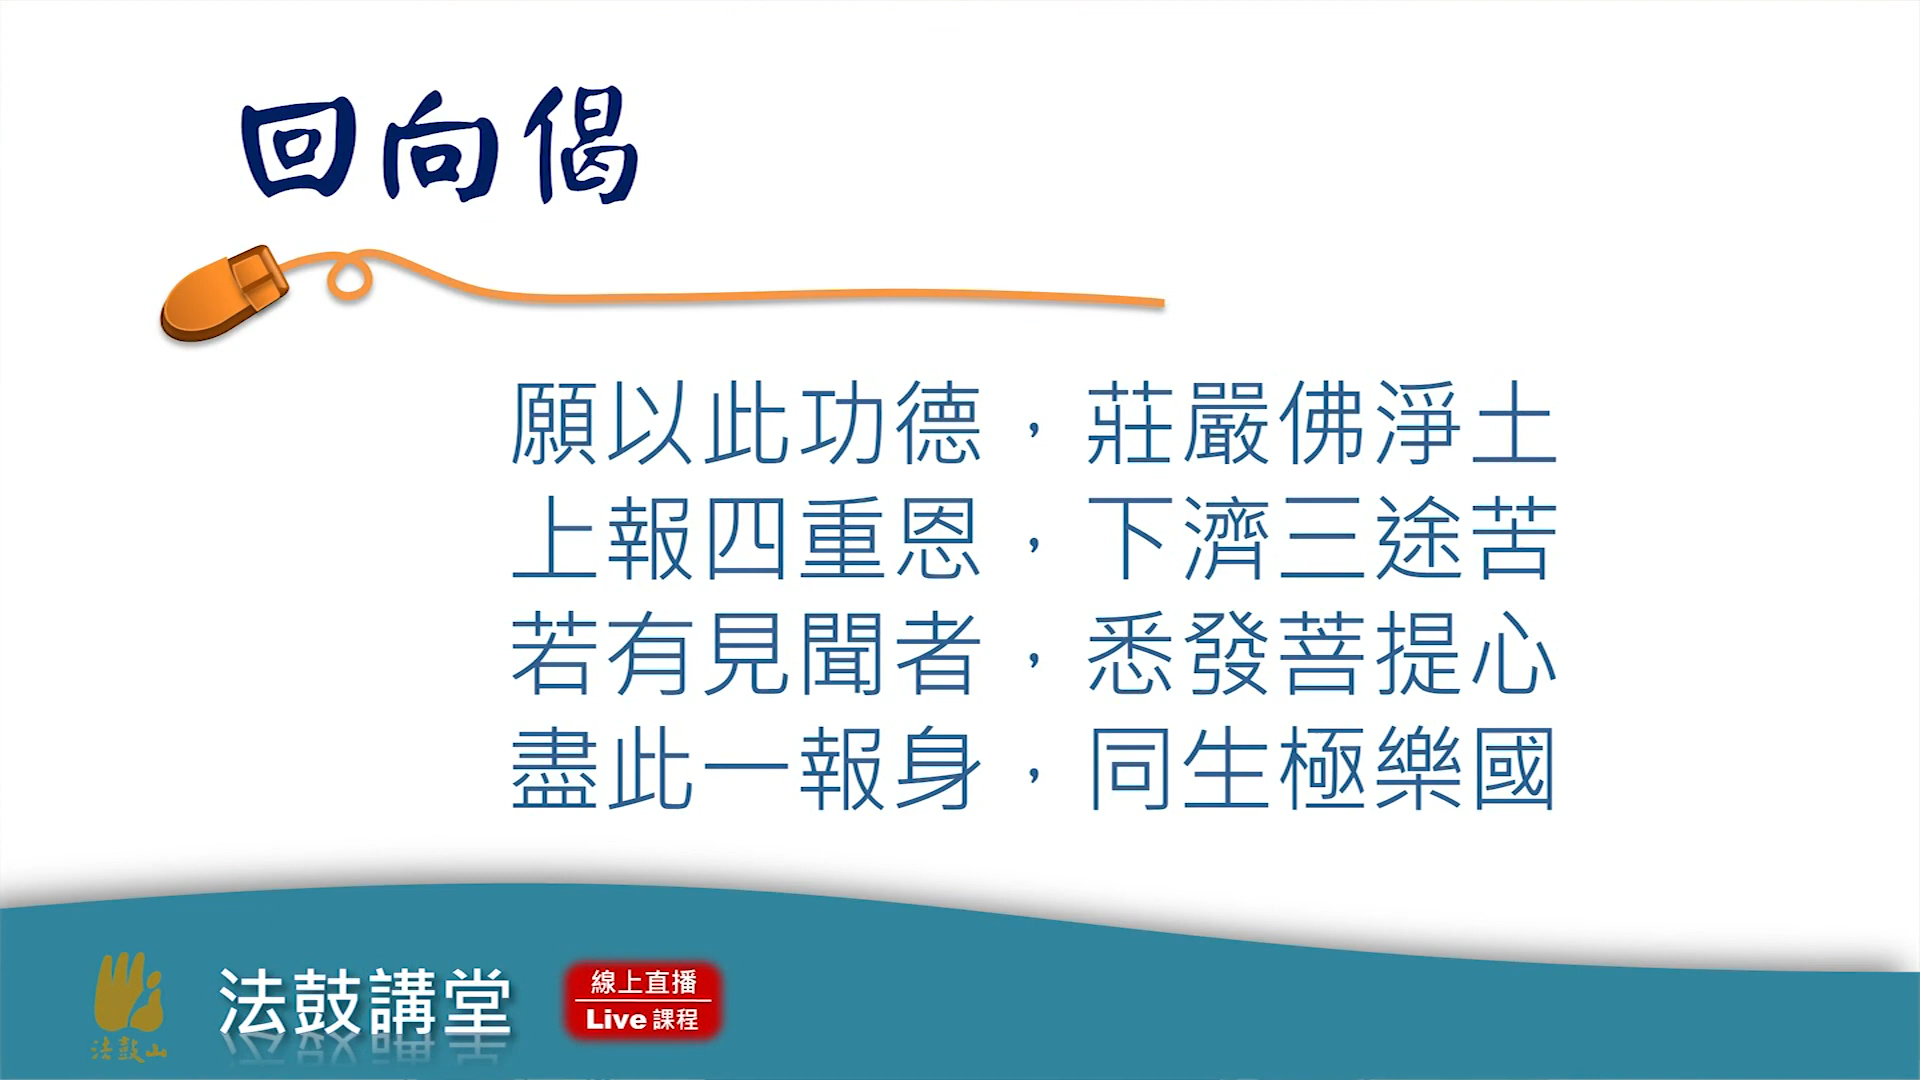 回向偈
願以此功德，莊嚴佛淨土
上報四重恩，下濟三途苦
若有見聞者，悉發菩提心
盡此一報身，同生極樂國
法鼓山
法鼓講堂
線上直播
Live 課程